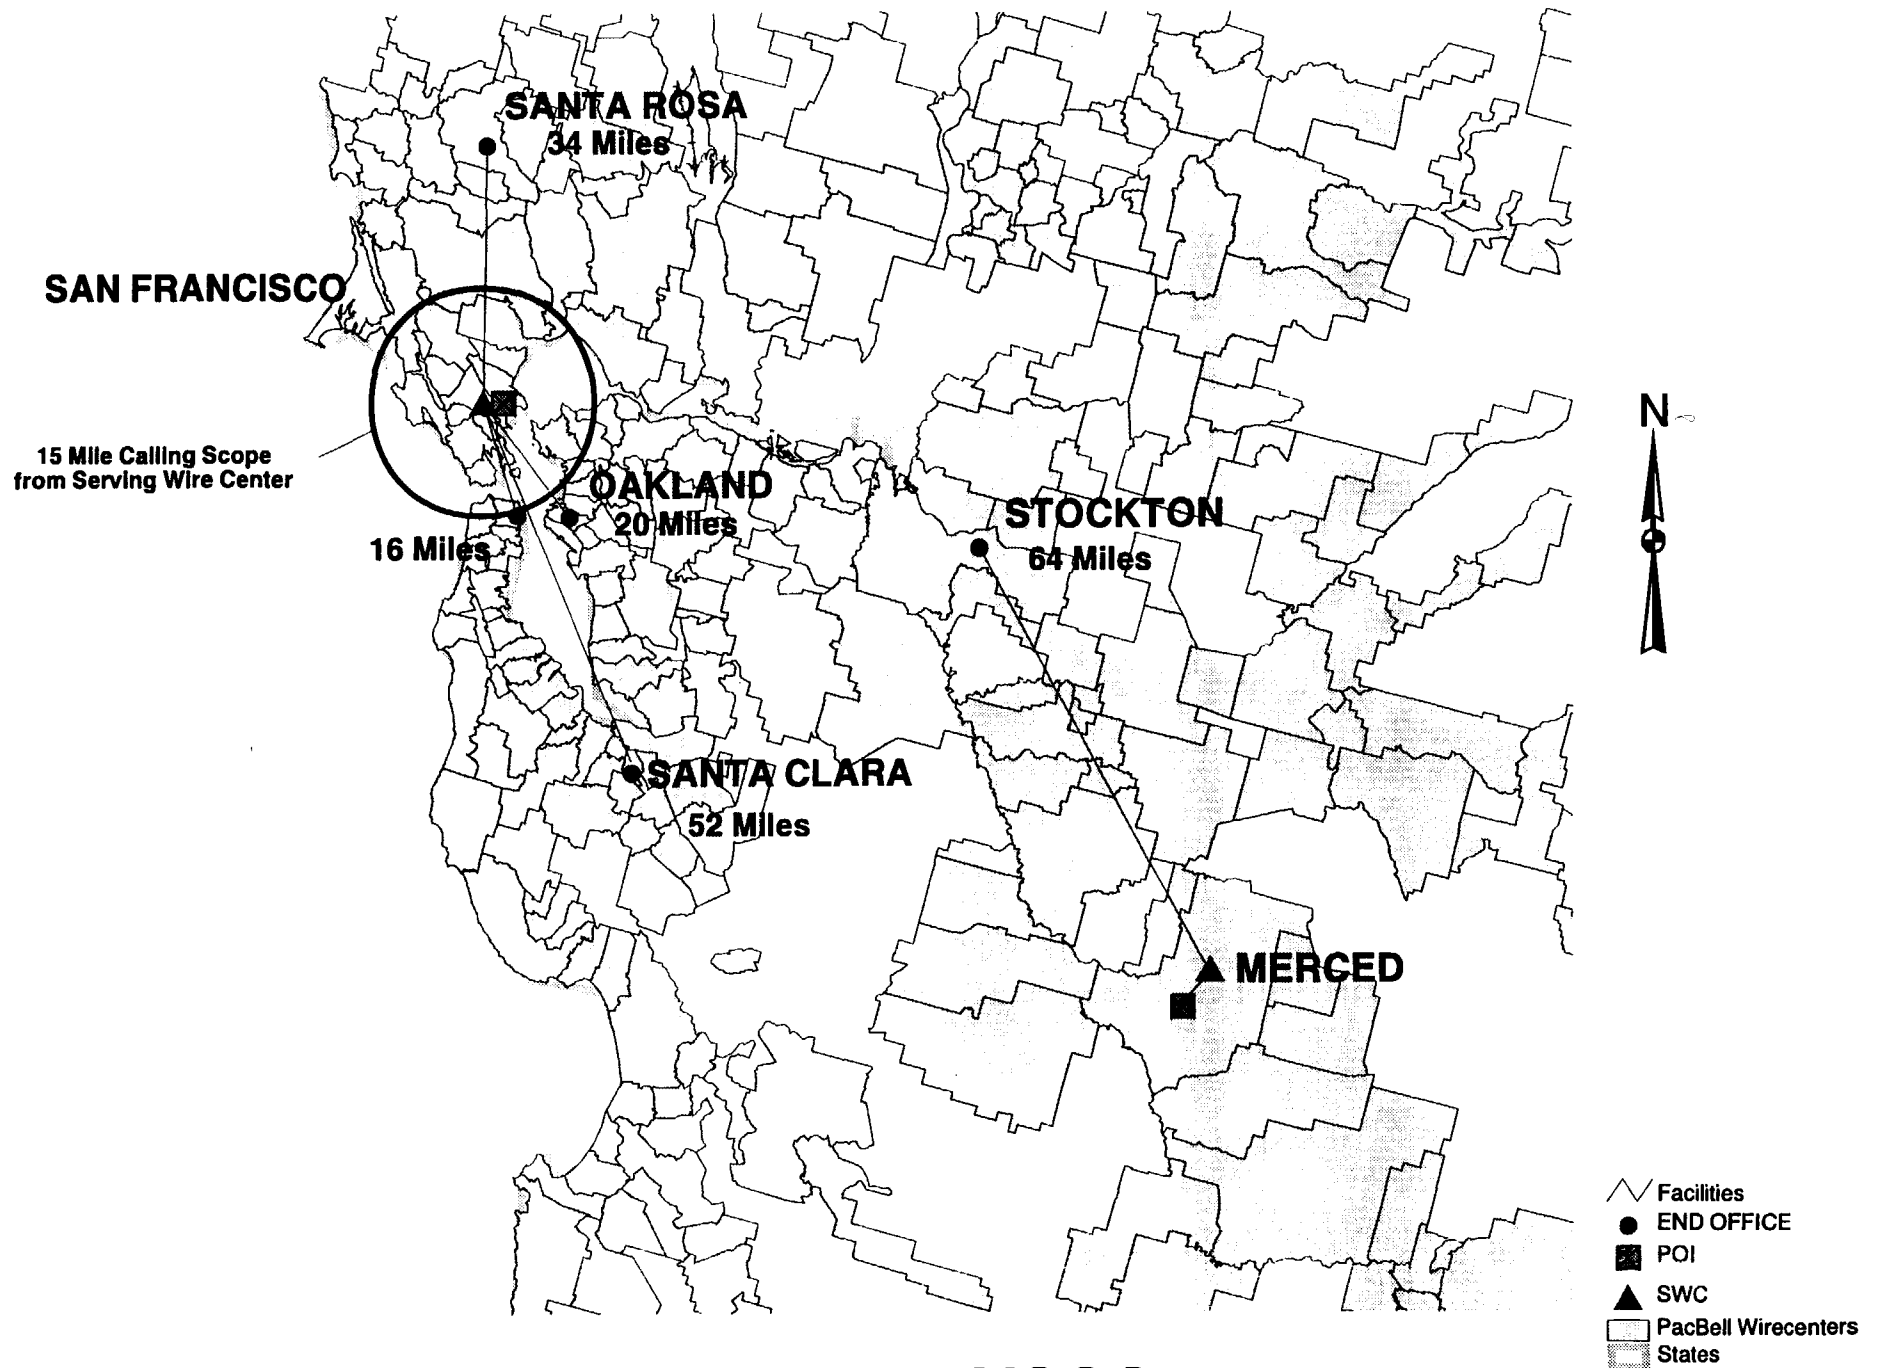 SANTA ROSA
34 Miles
SAN FRANCISCO
15 Mile Calling Scope
from Serving Wire Center
OAKLAND
20 Miles
16 Miles
STOCKTON
64 Miles
N
SANTA CLARA
52 Miles
MERCED
Facilities
END OFFICE
POI
SWC
PacBell Wirecenters
States